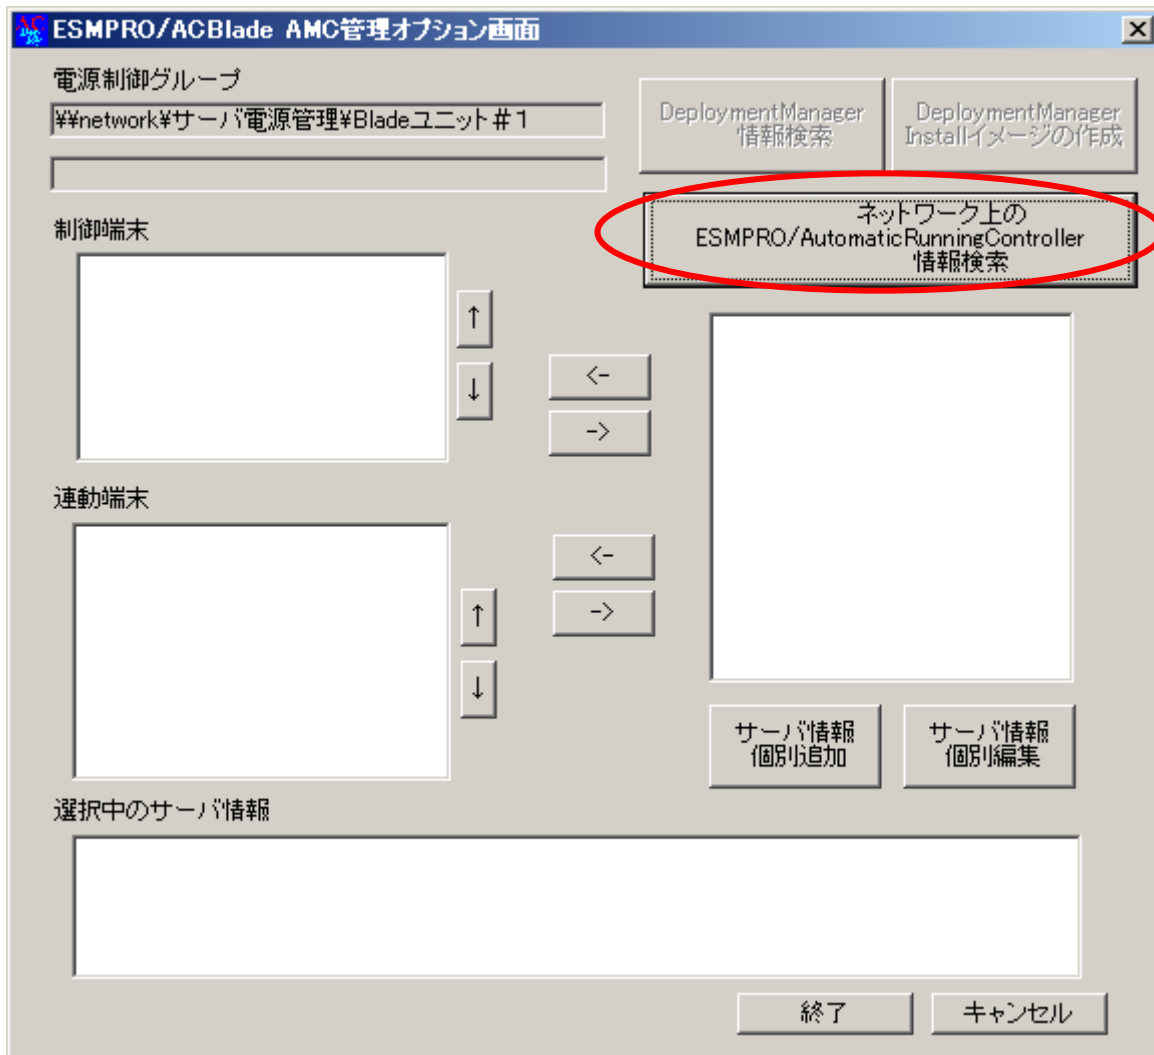 ESMPRO/ACBlade AMC管理オプション画面
電源制御グループ
¥¥network¥サーバ電源管理¥Bladeユニット＃1
DeploymentManager
情報検索
DeploymentManager
Installイメージの作成
ネットワーク上の
ESMPRO/AutomaticRunningController
情報検索
制御端末
↑
↓
<-
->
連動端末
↑
↓
<-
->
サーバ情報
個別追加
サーバ情報
個別編集
選択中のサーバ情報
終了
キャンセル